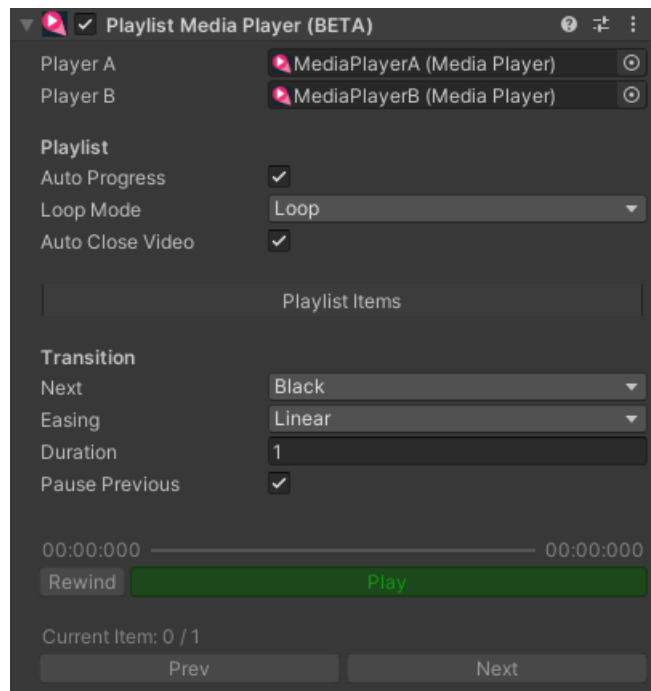 Playlist Media Player (BETA)
Player A MediaPlayerA (Media Player)
Player B MediaPlayerB (Media Player)
Playlist
Auto Progress
Loop Mode Loop
Auto Close Video
Playlist Items
Transition
Next Black
Easing Linear
Duration 1
Pause Previous
00:00:000 00:00:000
Rewind Play
Current Item: 0 / 1
Prev Next